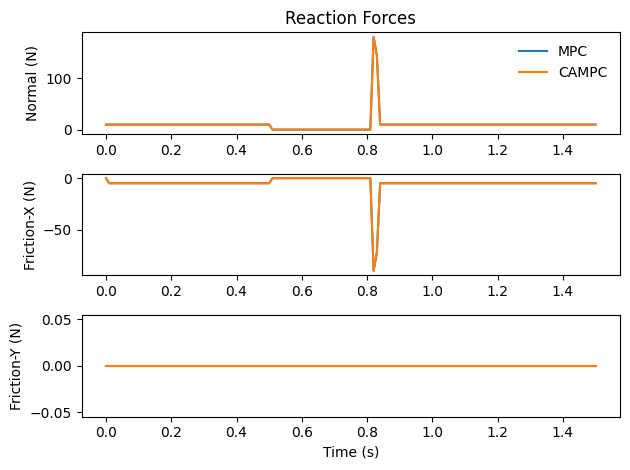 Reaction Forces
Normal (N)
100
0
MPC
CAMPC
0.0 0.2 0.4 0.6 0.8 1.0 1.2 1.4
Friction-X (N)
0
−50
0.0 0.2 0.4 0.6 0.8 1.0 1.2 1.4
Friction-Y (N)
0.05
0.00
−0.05
0.0 0.2 0.4 0.6 0.8 1.0 1.2 1.4
Time (s)